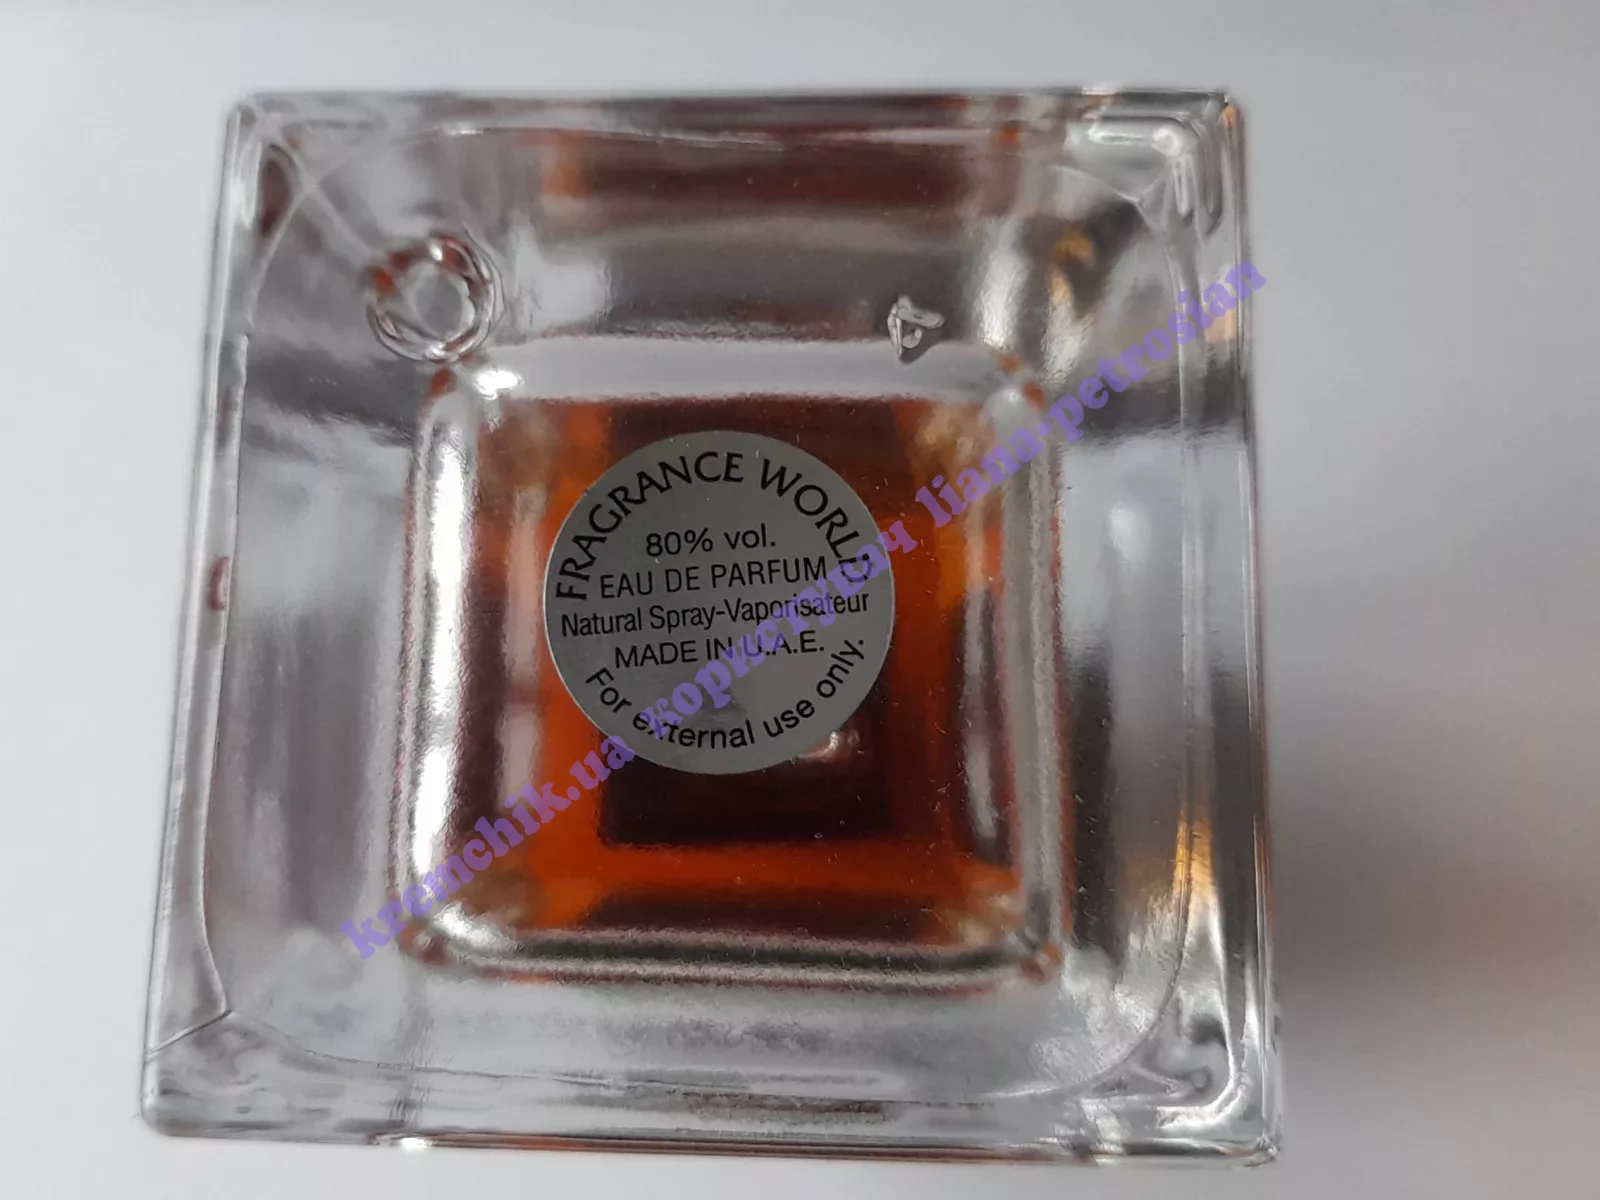 FRAGRANCE WORLD
80% vol.
EAU DE PARFUM
Natural Spray-Vaporisateur
MADE IN U.A.E.
For external use only.
kremchik.ua користувач liana-petrosian